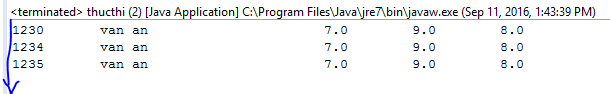 <terminated> thucthi (2) [Java Application] C:\Program Files\Java\jre7\bin\javaw.exe (Sep 11, 2016, 1:43:39 PM)
1230 van an 7.0 9.0 8.0
1234 van an 7.0 9.0 8.0
1235 van an 7.0 9.0 8.0